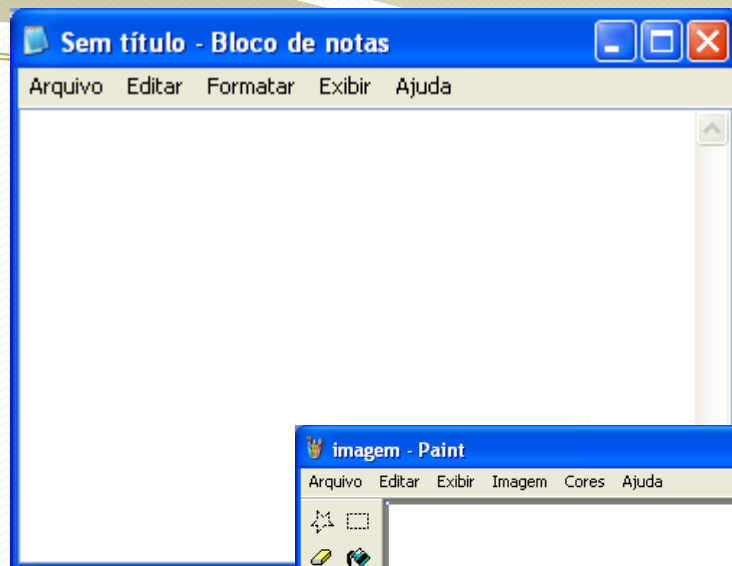 Sem título - Bloco de notas
Arquivo Editar Formatar Exibir Ajuda
imagem - Paint
Arquivo Editar Exibir Imagem Cores Ajuda